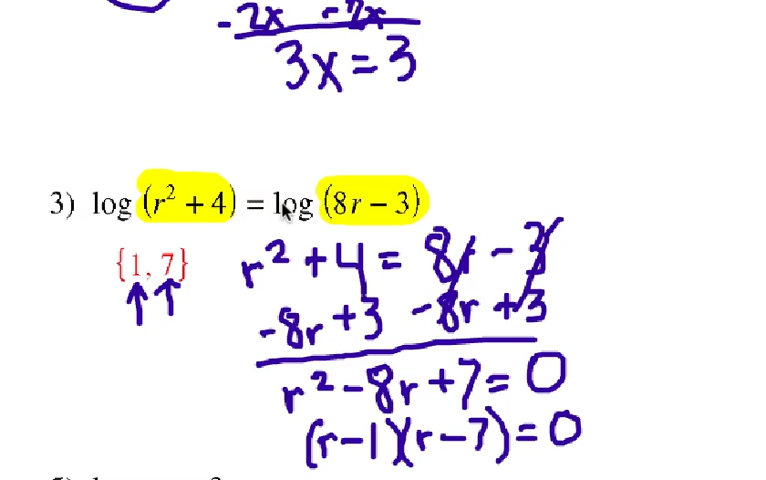 -2x -2x
3x = 3
3) log (r² + 4) = log (8r − 3)
{1, 7}
r² + 4 = 8r - 3
-8r + 3 -8r + 3
r² - 8r + 7 = 0
(r - 1)(r - 7) = 0